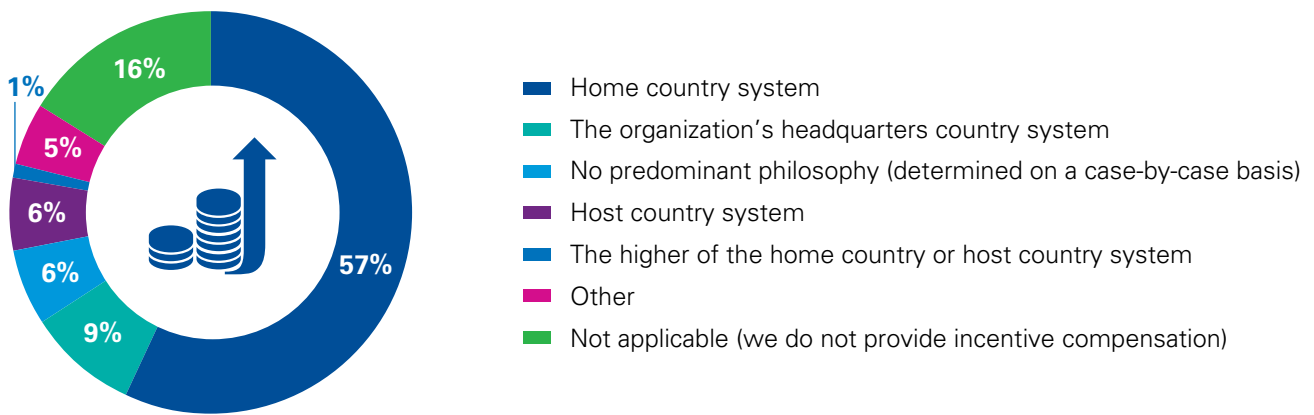 16%
1%
5%
6%
6%
9%
57%
Home country system
The organization’s headquarters country system
No predominant philosophy (determined on a case-by-case basis)
Host country system
The higher of the home country or host country system
Other
Not applicable (we do not provide incentive compensation)